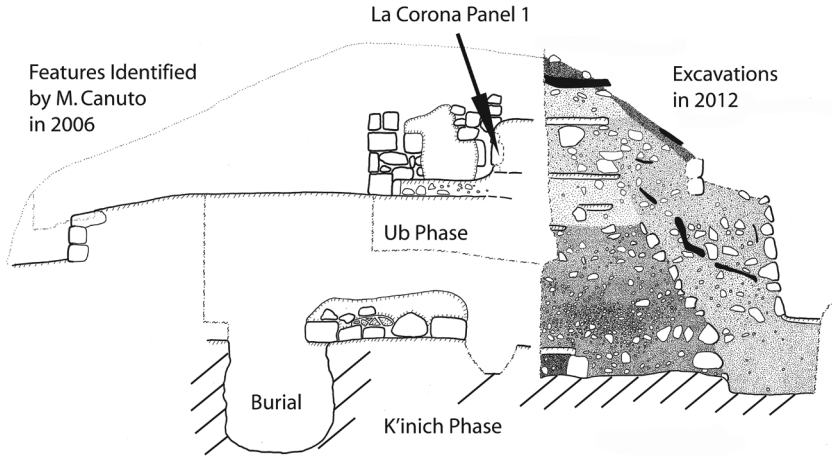 La Corona Panel 1
Features Identified
by M. Canuto
in 2006
Excavations
in 2012
Ub Phase
Burial
K'inich Phase